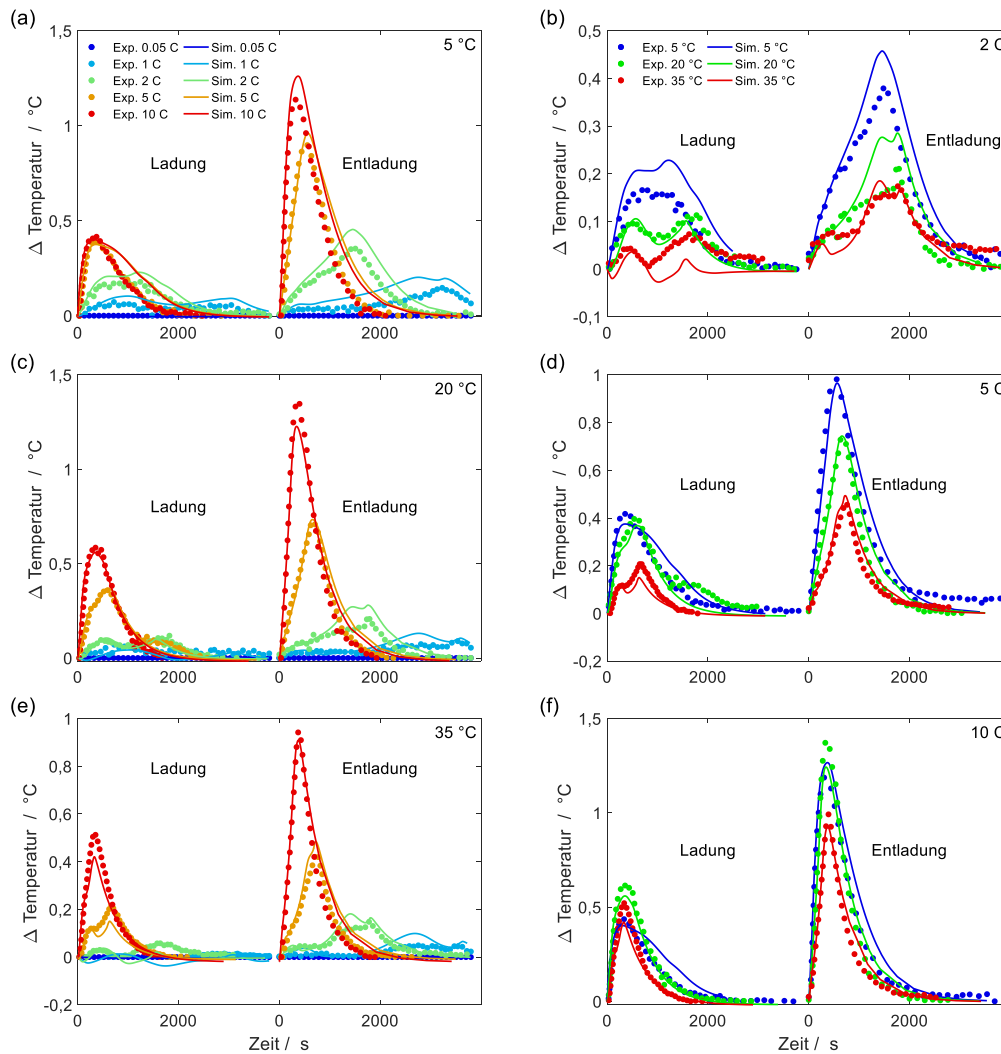 (a)
1,5
5 °C
Exp. 0.05 C
Sim. 0.05 C
Exp. 1 C
Sim. 1 C
Exp. 2 C
Sim. 2 C
Exp. 5 C
Sim. 5 C
Exp. 10 C
Sim. 10 C
1
0,5
0
Ladung
Entladung
Δ Temperatur / °C
0
2000
0
2000
(b)
0,5
2 C
Exp. 5 °C
Sim. 5 °C
Exp. 20 °C
Sim. 20 °C
Exp. 35 °C
Sim. 35 °C
0,4
0,3
0,2
0,1
0
-0,1
Ladung
Entladung
Δ Temperatur / °C
0
2000
0
2000
(c)
1,5
20 °C
1
0,5
0
Ladung
Entladung
Δ Temperatur / °C
0
2000
0
2000
(d)
1
5 C
0,8
0,6
0,4
0,2
0
-0,2
Ladung
Entladung
Δ Temperatur / °C
0
2000
0
2000
(e)
1
35 °C
0,8
0,6
0,4
0,2
0
-0,2
Ladung
Entladung
Δ Temperatur / °C
0
2000
0
2000
Zeit / s
(f)
1,5
10 C
1
0,5
0
Ladung
Entladung
Δ Temperatur / °C
0
2000
0
2000
Zeit / s